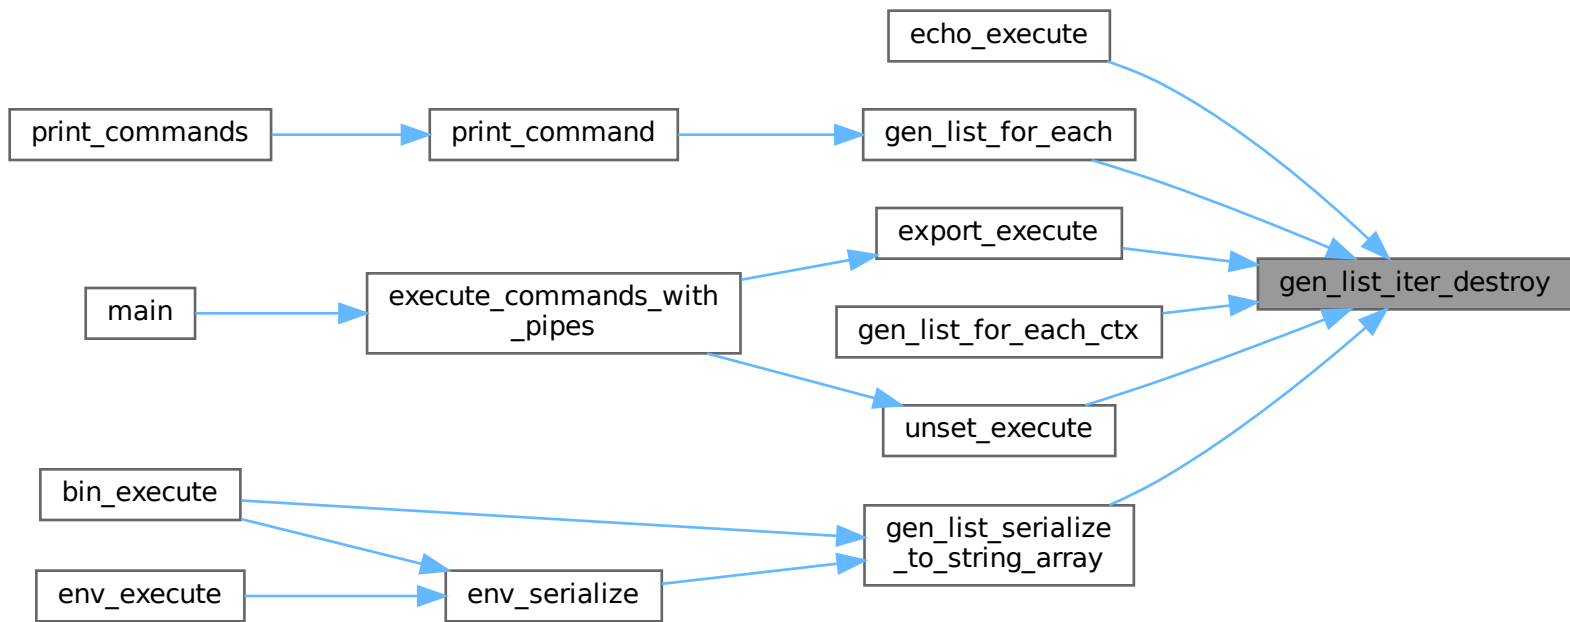 echo_execute
print_commands
print_command
gen_list_for_each
export_execute
gen_list_iter_destroy
main
execute_commands_with
_pipes
gen_list_for_each_ctx
unset_execute
bin_execute
gen_list_serialize
_to_string_array
env_execute
env_serialize